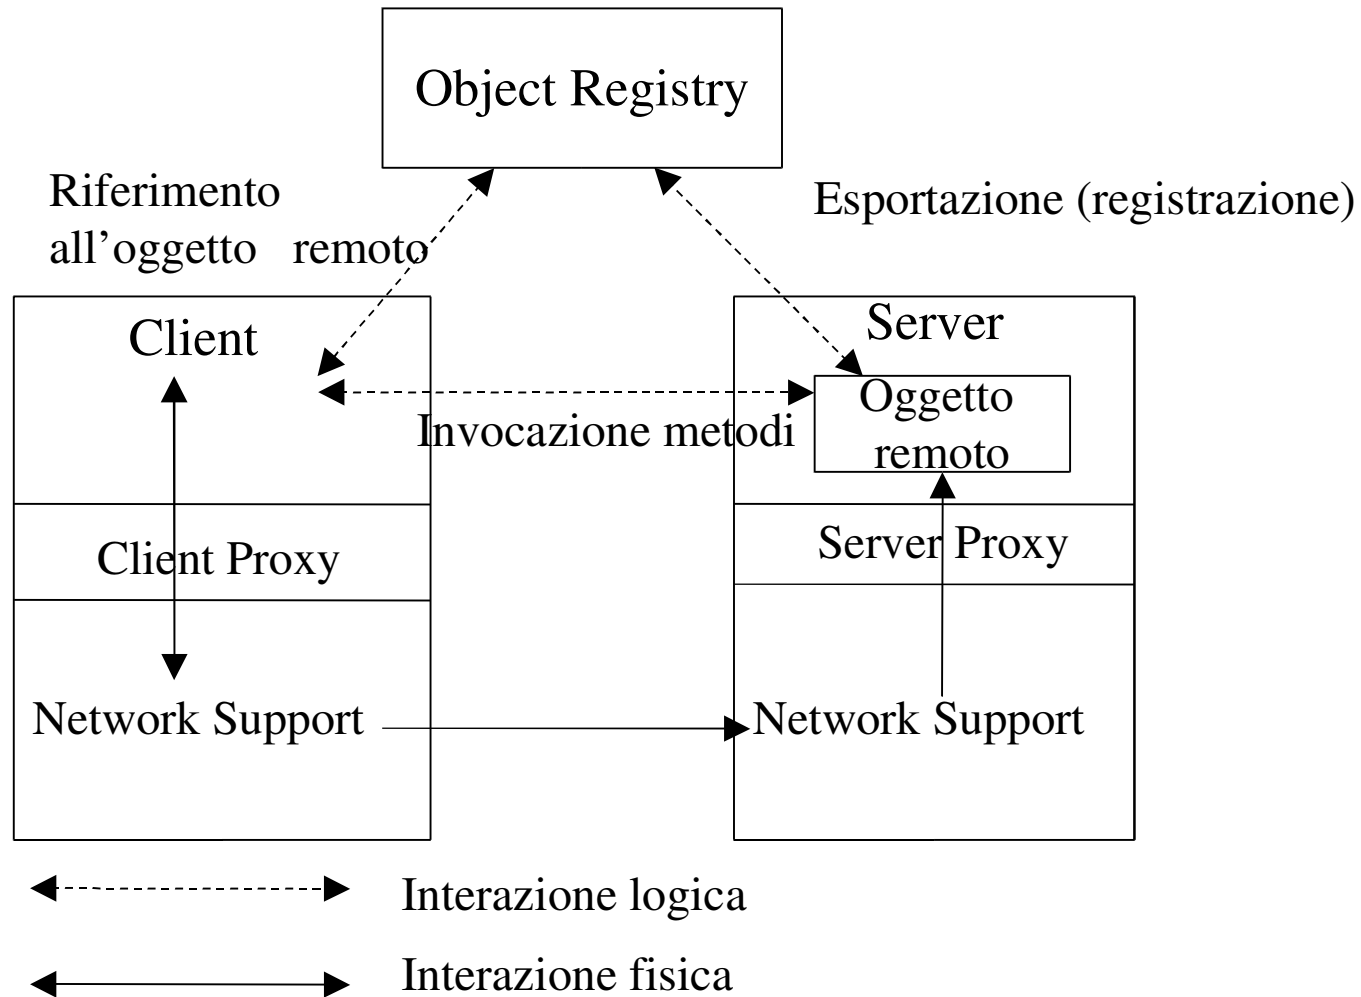 Object Registry
Riferimento
all’oggetto remoto
Esportazione (registrazione)
Client
Server
Oggetto
remoto
Invocazione metodi
Client Proxy
Server Proxy
Network Support
Network Support
Interazione logica
Interazione fisica